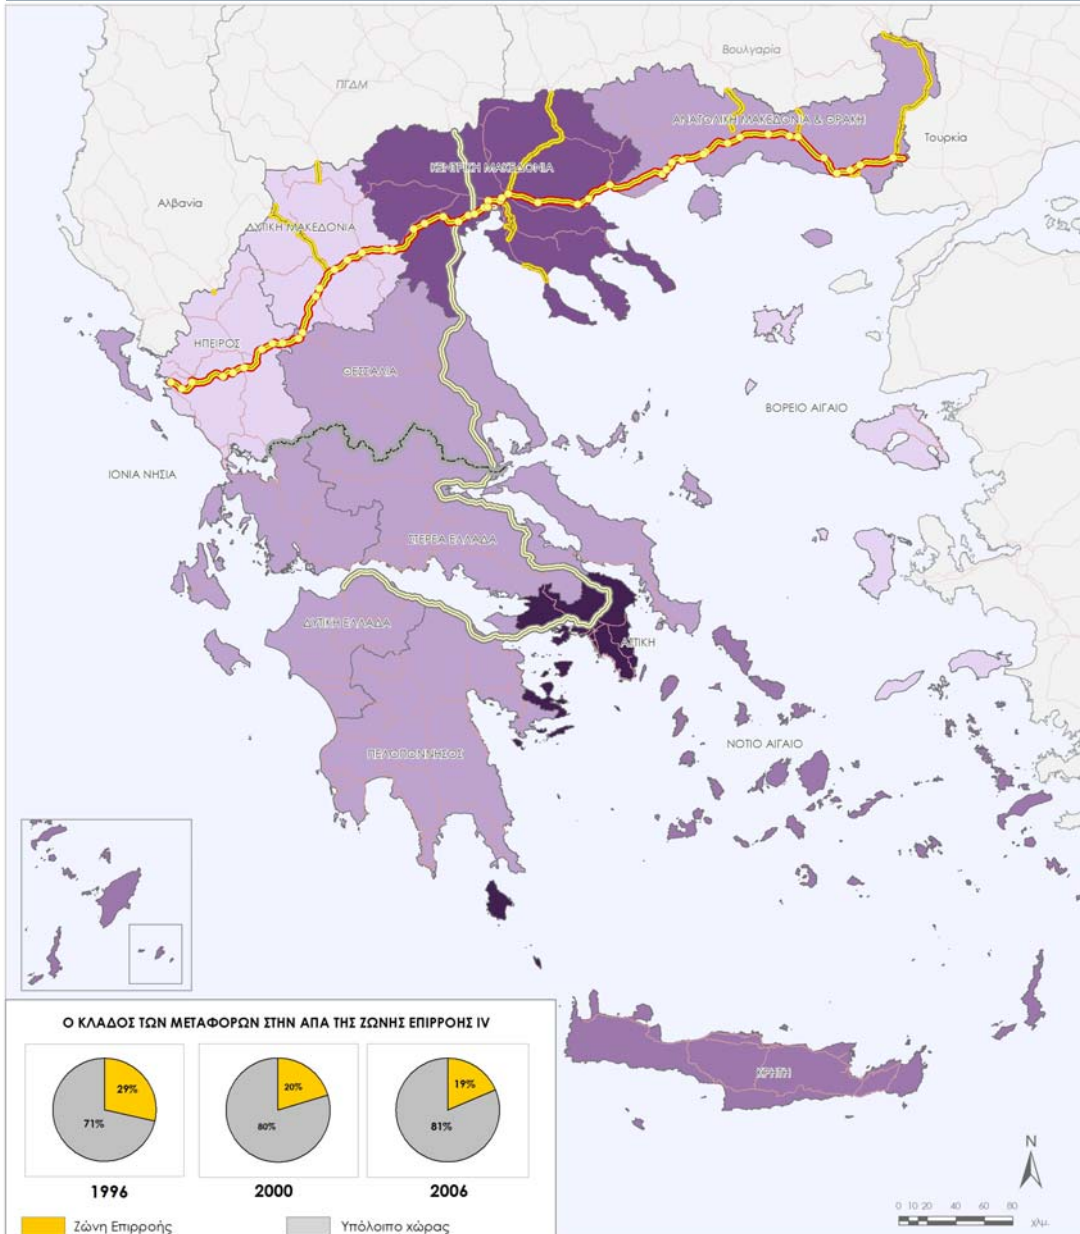 Βουλγαρία
ΠΓΔΜ
ΑΝΑΤΟΛΙΚΗ ΜΑΚΕΔΟΝΙΑ & ΘΡΑΚΗ
Τουρκία
ΚΕΝΤΡΙΚΗ ΜΑΚΕΔΟΝΙΑ
Αλβανία
ΔΥΤΙΚΗ ΜΑΚΕΔΟΝΙΑ
ΗΠΕΙΡΟΣ
ΘΕΣΣΑΛΙΑ
ΒΟΡΕΙΟ ΑΙΓΑΙΟ
ΙΟΝΙΑ ΝΗΣΙΑ
ΣΤΕΡΕΑ ΕΛΛΑΔΑ
ΔΥΤΙΚΗ ΕΛΛΑΔΑ
ΑΤΤΙΚΗ
ΝΟΤΙΟ ΑΙΓΑΙΟ
ΠΕΛΟΠΟΝΝΗΣΟΣ
ΚΡΗΤΗ
Ο ΚΛΑΔΟΣ ΤΩΝ ΜΕΤΑΦΟΡΩΝ ΣΤΗΝ ΑΠΑ ΤΗΣ ΖΩΝΗΣ ΕΠΙΡΡΟΗΣ IV
29%
71%
20%
80%
19%
81%
1996
2000
2006
Ζώνη Επιρροής
Υπόλοιπο χώρας
N
0 10 20 40 60 80
χλμ.